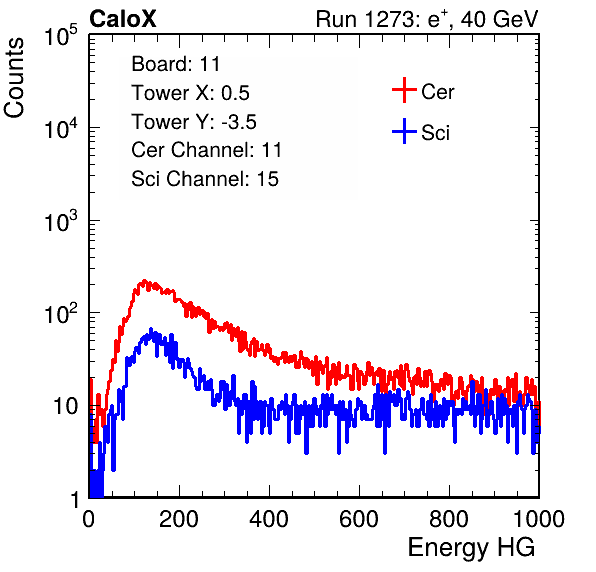 CaloX Run 1273: e⁺, 40 GeV
Counts
Board: 11
Tower X: 0.5
Tower Y: -3.5
Cer Channel: 11
Sci Channel: 15
Cer
Sci
10⁵
10⁴
10³
10²
10
1
0 200 400 600 800 1000
Energy HG